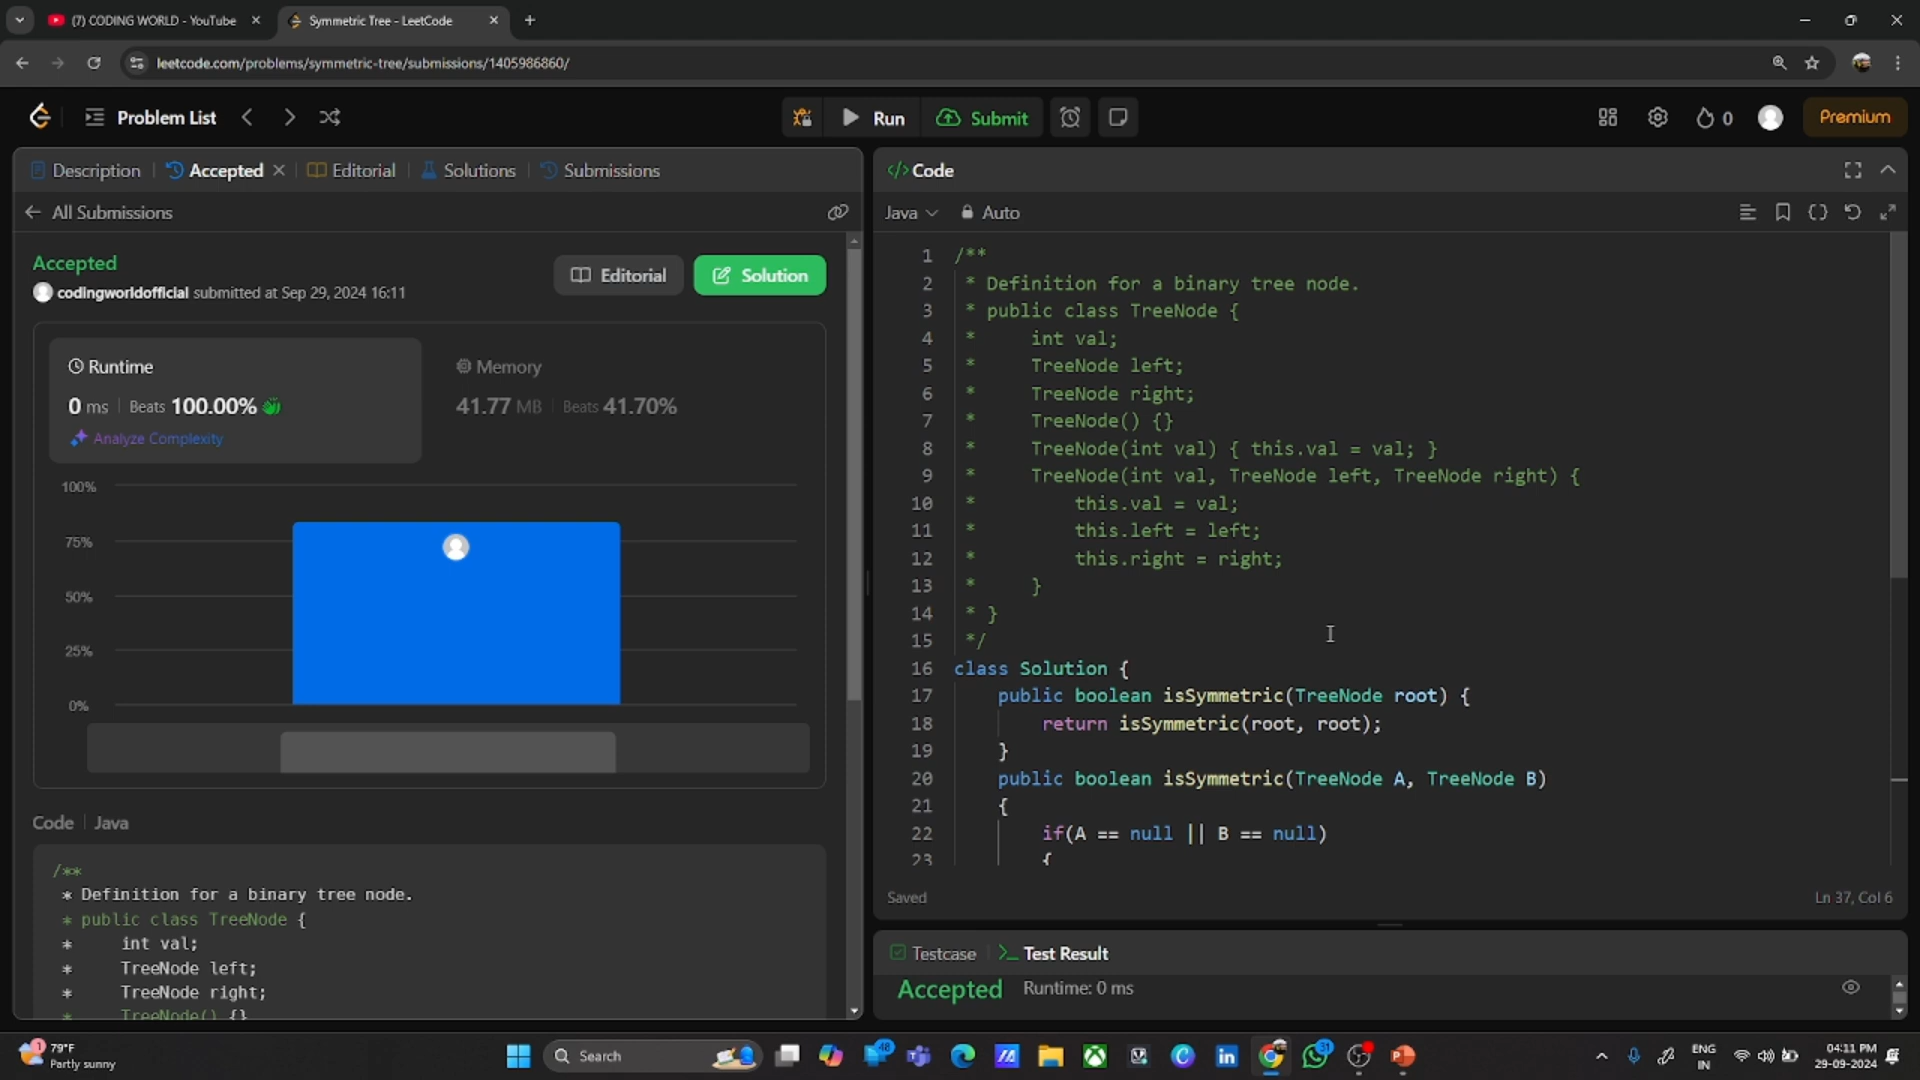 (7) CODING WORLD - YouTube
Symmetric Tree - LeetCode
leetcode.com/problems/symmetric-tree/submissions/1405986860/
Problem List
Run
Submit
0
Premium
Description
Accepted
Editorial
Solutions
Submissions
All Submissions
Accepted
codingworldofficial submitted at Sep 29, 2024 16:11
Editorial
Solution
Runtime
0 ms | Beats 100.00%
Analyze Complexity
Memory
41.77 MB | Beats 41.70%
100%
75%
50%
25%
0%
Code | Java
/**
* Definition for a binary tree node.
* public class TreeNode {
*     int val;
*     TreeNode left;
*     TreeNode right;
*     TreeNode() {}
</> Code
Java
Auto
1 /**
2 * Definition for a binary tree node.
3 * public class TreeNode {
4 *     int val;
5 *     TreeNode left;
6 *     TreeNode right;
7 *     TreeNode() {}
8 *     TreeNode(int val) { this.val = val; }
9 *     TreeNode(int val, TreeNode left, TreeNode right) {
10 *         this.val = val;
11 *         this.left = left;
12 *         this.right = right;
13 *     }
14 * }
15 */
16 class Solution {
17     public boolean isSymmetric(TreeNode root) {
18         return isSymmetric(root, root);
19     }
20     public boolean isSymmetric(TreeNode A, TreeNode B)
21     {
22         if(A == null || B == null)
23         {
Saved
Ln 37, Col 6
Testcase
Test Result
Accepted
Runtime: 0 ms
1
79°F
Partly sunny
Search
48
31
ENG
IN
04:11 PM
29-09-2024